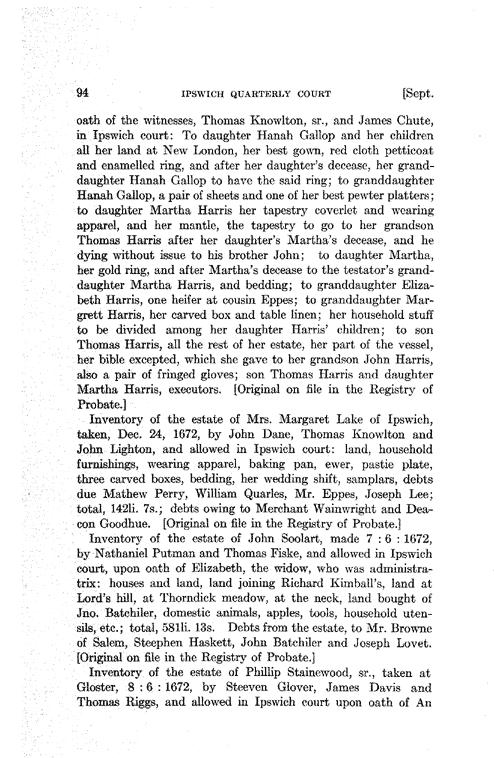 94 IPSWICH QUARTERLY COURT [Sept.
oath of the witnesses, Thomas Knowlton, sr., and James Chute,
in Ipswich court: To daughter Hanah Gallop and her children
all her land at New London, her best gown, red cloth petticoat
and enamelled ring, and after her daughter's decease, her grand-
daughter Hanah Gallop to have the said ring; to granddaughter
Hanah Gallop, a pair of sheets and one of her best pewter platters;
to daughter Martha Harris her tapestry coverlet and wearing
apparel, and her mantle, the tapestry to go to her grandson
Thomas Harris after her daughter's Martha's decease, and he
dying without issue to his brother John; to daughter Martha,
her gold ring, and after Martha's decease to the testator's grand-
daughter Martha Harris, and bedding; to granddaughter Eliza-
beth Harris, one heifer at cousin Eppes; to granddaughter Mar-
grett Harris, her carved box and table linen; her household stuff
to be divided among her daughter Harris' children; to son
Thomas Harris, all the rest of her estate, her part of the vessel,
her bible excepted, which she gave to her grandson John Harris,
also a pair of fringed gloves; son Thomas Harris and daughter
Martha Harris, executors. [Original on file in the Registry of
Probate.]
Inventory of the estate of Mrs. Margaret Lake of Ipswich,
taken, Dec. 24, 1672, by John Dane, Thomas Knowlton and
John Lighton, and allowed in Ipswich court: land, household
furnishings, wearing apparel, baking pan, ewer, pastie plate,
three carved boxes, bedding, her wedding shift, samplars, debts
due Mathew Perry, William Quarles, Mr. Eppes, Joseph Lee;
total, 142li. 7s.; debts owing to Merchant Wainwright and Dea-
con Goodhue. [Original on file in the Registry of Probate.]
Inventory of the estate of John Soolart, made 7 : 6 : 1672,
by Nathaniel Putman and Thomas Fiske, and allowed in Ipswich
court, upon oath of Elizabeth, the widow, who was administra-
trix: houses and land, land joining Richard Kimball's, land at
Lord's hill, at Thorndick meadow, at the neck, land bought of
Jno. Batchiler, domestic animals, apples, tools, household uten-
sils, etc.; total, 581li. 13s. Debts from the estate, to Mr. Browne
of Salem, Steephen Haskett, John Batchiler and Joseph Lovet.
[Original on file in the Registry of Probate.]
Inventory of the estate of Phillip Stainewood, sr., taken at
Gloster, 8 : 6 : 1672, by Steeven Glover, James Davis and
Thomas Riggs, and allowed in Ipswich court upon oath of An